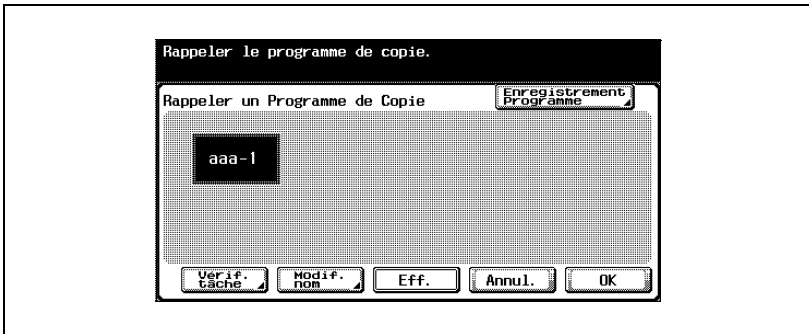 Rappeler le programme de copie.
Rappeler un Programme de Copie
Enregistrement
Programme
aaa-1
Vérif.
tâche
Modif.
nom
Eff.
Annul.
OK